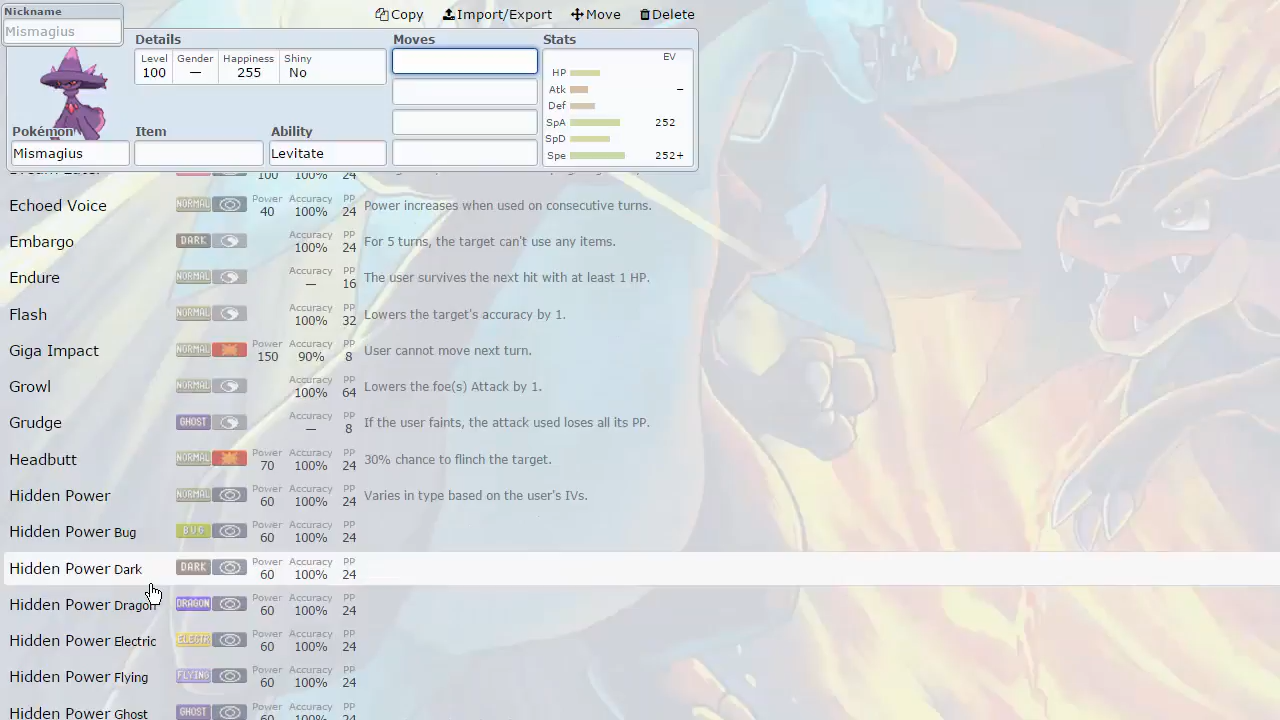 Nickname
Mismagius
Copy Import/Export Move Delete
Details
Moves
Stats
Level Gender Happiness Shiny
100 — 255 No
EV
HP
Atk –
Def
SpA 252
SpD
Spe 252+
Pokémon Item Ability
Mismagius Levitate
100 100% 24
Echoed Voice NORMAL Power 40 Accuracy 100% PP 24 Power increases when used on consecutive turns.
Embargo DARK Accuracy 100% PP 24 For 5 turns, the target can't use any items.
Endure NORMAL Accuracy — PP 16 The user survives the next hit with at least 1 HP.
Flash NORMAL Accuracy 100% PP 32 Lowers the target's accuracy by 1.
Giga Impact NORMAL Power 150 Accuracy 90% PP 8 User cannot move next turn.
Growl NORMAL Accuracy 100% PP 64 Lowers the foe(s) Attack by 1.
Grudge GHOST Accuracy — PP 8 If the user faints, the attack used loses all its PP.
Headbutt NORMAL Power 70 Accuracy 100% PP 24 30% chance to flinch the target.
Hidden Power NORMAL Power 60 Accuracy 100% PP 24 Varies in type based on the user's IVs.
Hidden Power Bug BUG Power 60 Accuracy 100% PP 24
Hidden Power Dark DARK Power 60 Accuracy 100% PP 24
Hidden Power Dragon DRAGON Power 60 Accuracy 100% PP 24
Hidden Power Electric ELECTR Power 60 Accuracy 100% PP 24
Hidden Power Flying FLYING Power 60 Accuracy 100% PP 24
Hidden Power Ghost GHOST Power 60 Accuracy 100% PP 24